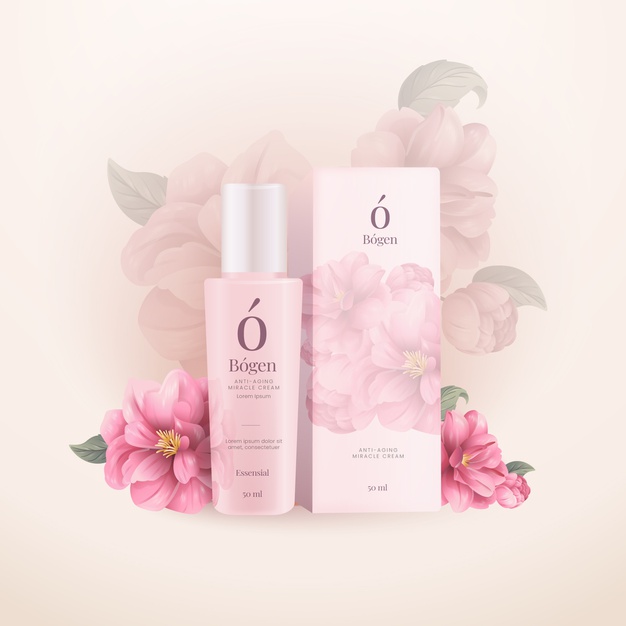 Ó
Bógen
ANTI-AGING
MIRACLE CREAM
Lorem Ipsum
Lorem ipsum dolor sit
amet, consectetuer
Essensial
50 ml
Ó
Bógen
ANTI-AGING
MIRACLE CREAM
50 ml